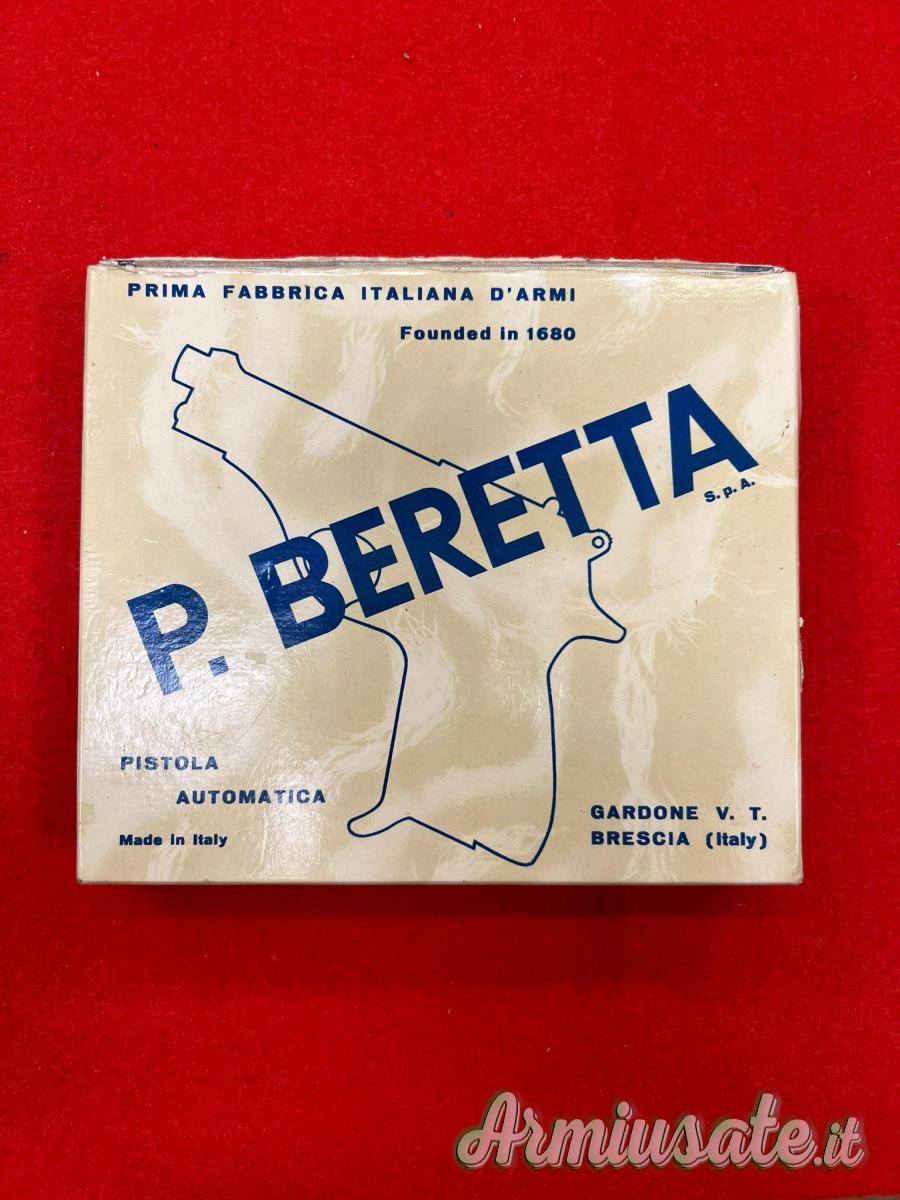 PRIMA FABBRICA ITALIANA D'ARMI
Founded in 1680
P. BERETTA
S.p.A.
PISTOLA
AUTOMATICA
Made in Italy
GARDONE V. T.
BRESCIA (Italy)
Armiusate.it